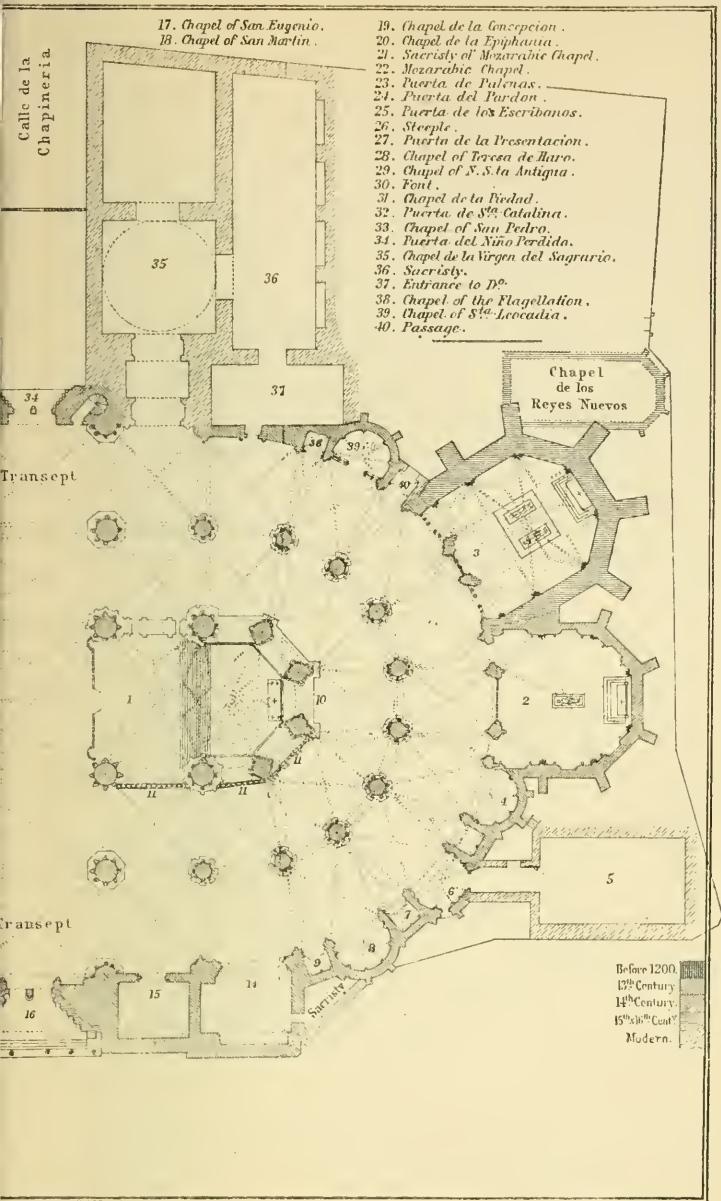 17. Chapel of San Eugenio.
18. Chapel of San Martin.
19. Chapel de la Concepcion.
20. Chapel de la Epiphania.
21. Sacristy of Mozarabic Chapel.
22. Mozarabic Chapel.
23. Puerta de Palenas.
24. Puerta del Pardon.
25. Puerta de los Escribanos.
26. Steeple.
27. Puerta de la Presentacion.
28. Chapel of Teresa de Haro.
29. Chapel of N. S.ta Antigua.
30. Font.
31. Chapel de la Piedad.
32. Puerta de Sta. Catalina.
33. Chapel of San Pedro.
34. Puerta del Niño Perdido.
35. Chapel de la Virgen del Sagrario.
36. Sacristy.
37. Entrance to Do.
38. Chapel of the Flagellation.
39. Chapel of Sta. Leocadia.
40. Passage.
Calle de la
Chapineria
35
36
37
34
38
39
40
Chapel
de los
Reyes Nuevos
Transept
3
1
10
2
11
11
11
4
5
6
7
8
9
Transept
14
15
16
Sacristy
Before 1200.
13th Century
14th Century.
15th & 16th Centy
Modern.